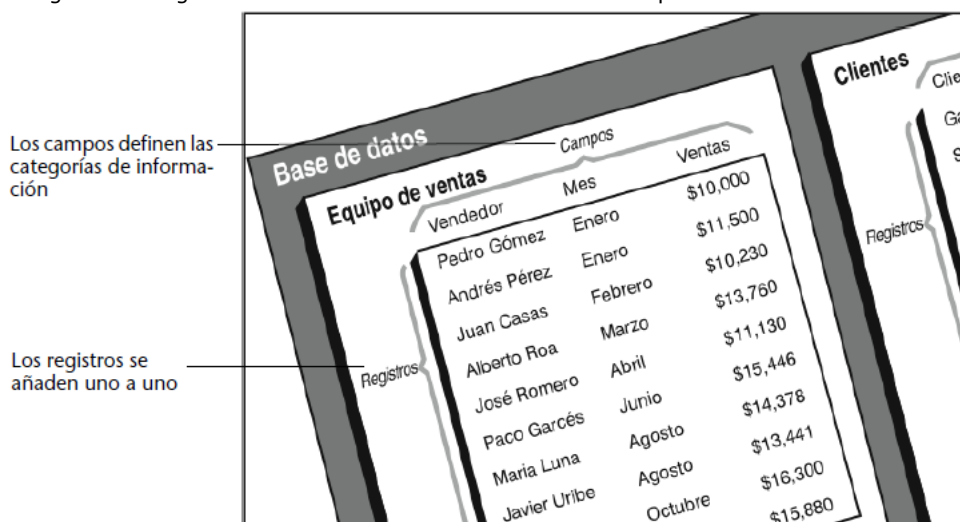 Los campos definen las
categorías de informa-
ción
Los registros se
añaden uno a uno
Base de datos
Equipo de ventas
Campos
Vendedor Mes Ventas
Registros
Pedro Gómez Enero $10,000
Andrés Pérez Enero $11,500
Juan Casas Febrero $10,230
Alberto Roa Marzo $13,760
José Romero Abril $11,130
Paco Garcés Junio $15,446
Maria Luna Agosto $14,378
Javier Uribe Agosto $13,441
Octubre $16,300
$15,880
Clientes
Registros